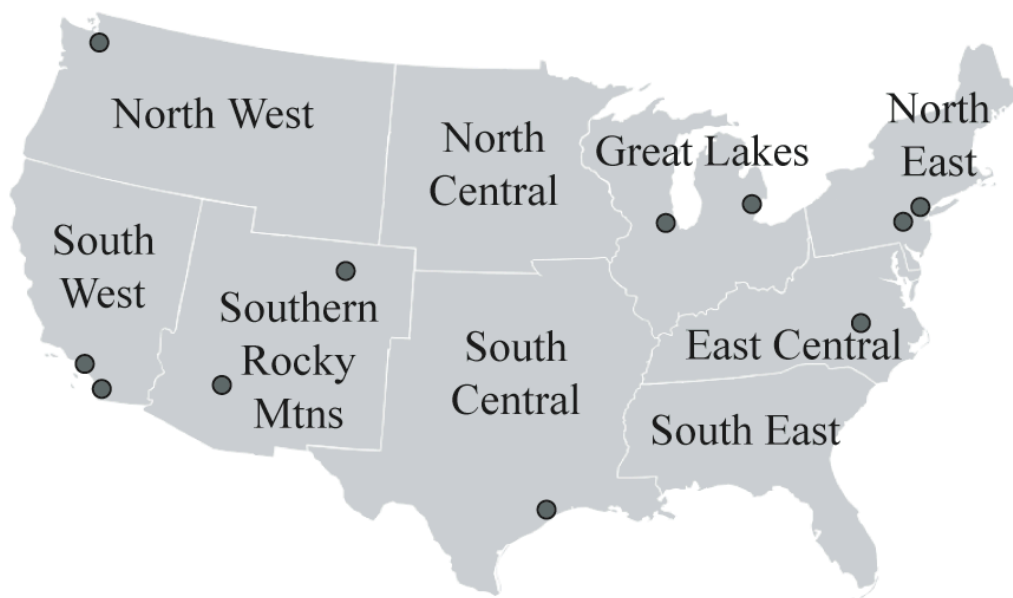 North West
North
Central
Great Lakes
North
East
South
West
Southern
Rocky
Mtns
South
Central
East Central
South East